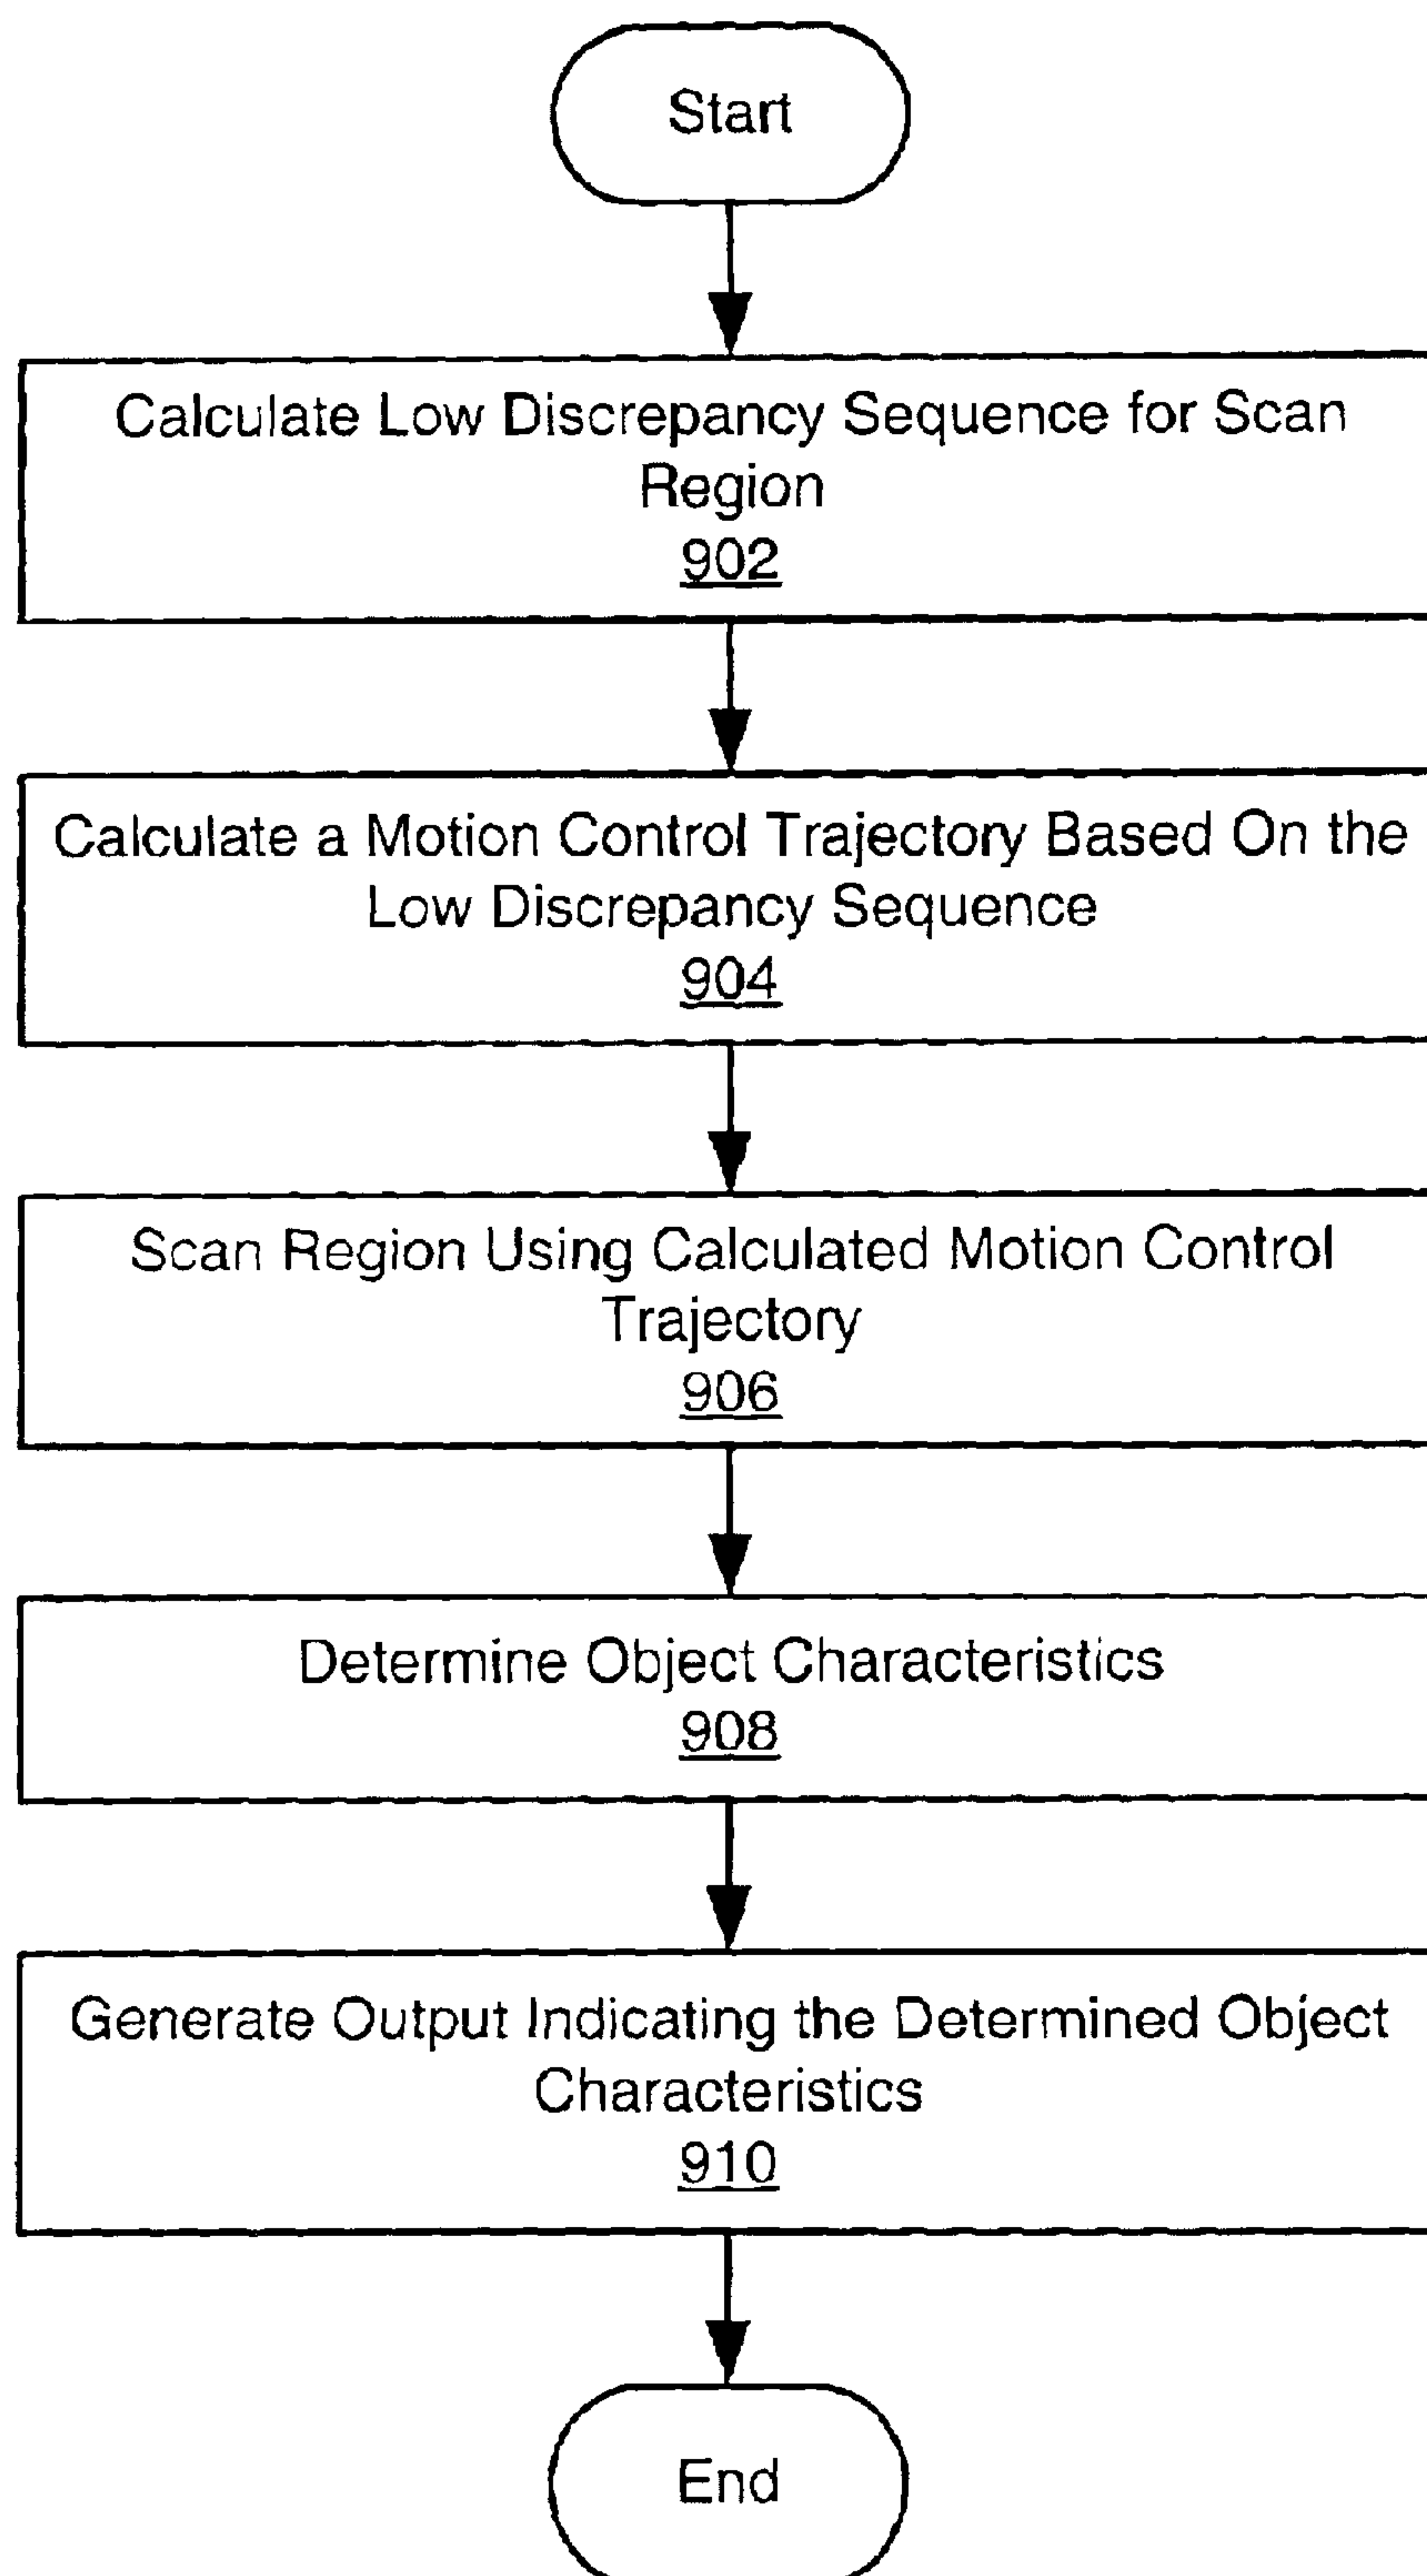 Start
Calculate Low Discrepancy Sequence for Scan
Region
902
Calculate a Motion Control Trajectory Based On the
Low Discrepancy Sequence
904
Scan Region Using Calculated Motion Control
Trajectory
906
Determine Object Characteristics
908
Generate Output Indicating the Determined Object
Characteristics
910
End